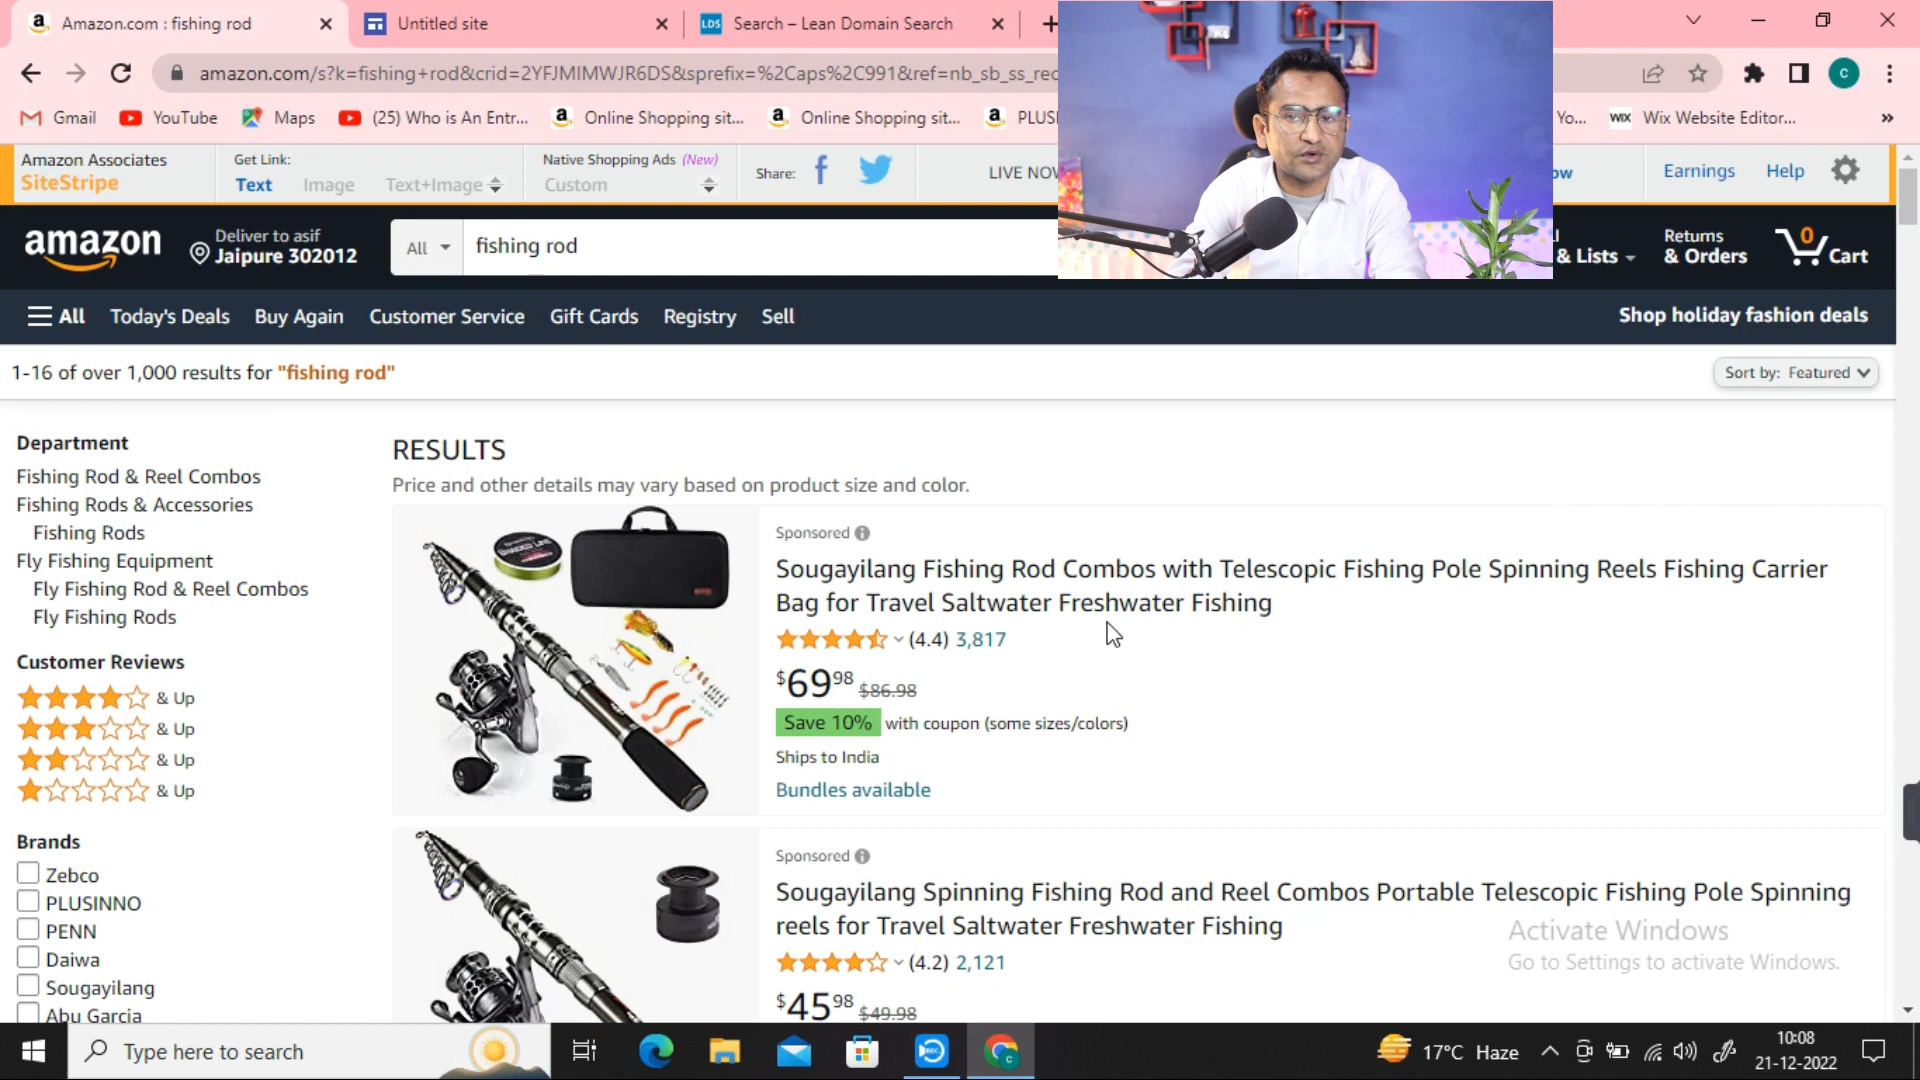 Amazon.com : fishing rod
Untitled site
LDS Search – Lean Domain Search
amazon.com/s?k=fishing+rod&crid=2YFJMIMWJR6DS&sprefix=%2Caps%2C991&ref=nb_sb_ss_rec
C
Gmail
YouTube
Maps
(25) Who is An Entr...
Online Shopping sit...
Online Shopping sit...
Yo...
WIX Wix Website Editor...
Amazon Associates
SiteStripe
Get Link:
Text Image Text+Image
Native Shopping Ads (New)
Custom
Share:
Earnings
Help
amazon
Deliver to asif
Jaipure 302012
All
fishing rod
& Lists
Returns
& Orders
0
Cart
All
Today's Deals
Buy Again
Customer Service
Gift Cards
Registry
Sell
Shop holiday fashion deals
1-16 of over 1,000 results for "fishing rod"
Sort by: Featured
Department
Fishing Rod & Reel Combos
Fishing Rods & Accessories
Fishing Rods
Fly Fishing Equipment
Fly Fishing Rod & Reel Combos
Fly Fishing Rods
Customer Reviews
& Up
& Up
& Up
& Up
Brands
Zebco
PLUSINNO
PENN
Daiwa
Sougayilang
Abu Garcia
RESULTS
Price and other details may vary based on product size and color.
Sponsored
Sougayilang Fishing Rod Combos with Telescopic Fishing Pole Spinning Reels Fishing Carrier
Bag for Travel Saltwater Freshwater Fishing
(4.4) 3,817
$69.98 $86.98
Save 10% with coupon (some sizes/colors)
Ships to India
Bundles available
Sponsored
Sougayilang Spinning Fishing Rod and Reel Combos Portable Telescopic Fishing Pole Spinning
reels for Travel Saltwater Freshwater Fishing
(4.2) 2,121
$45.98 $49.98
Activate Windows
Go to Settings to activate Windows.
Type here to search
17°C Haze
10:08
21-12-2022